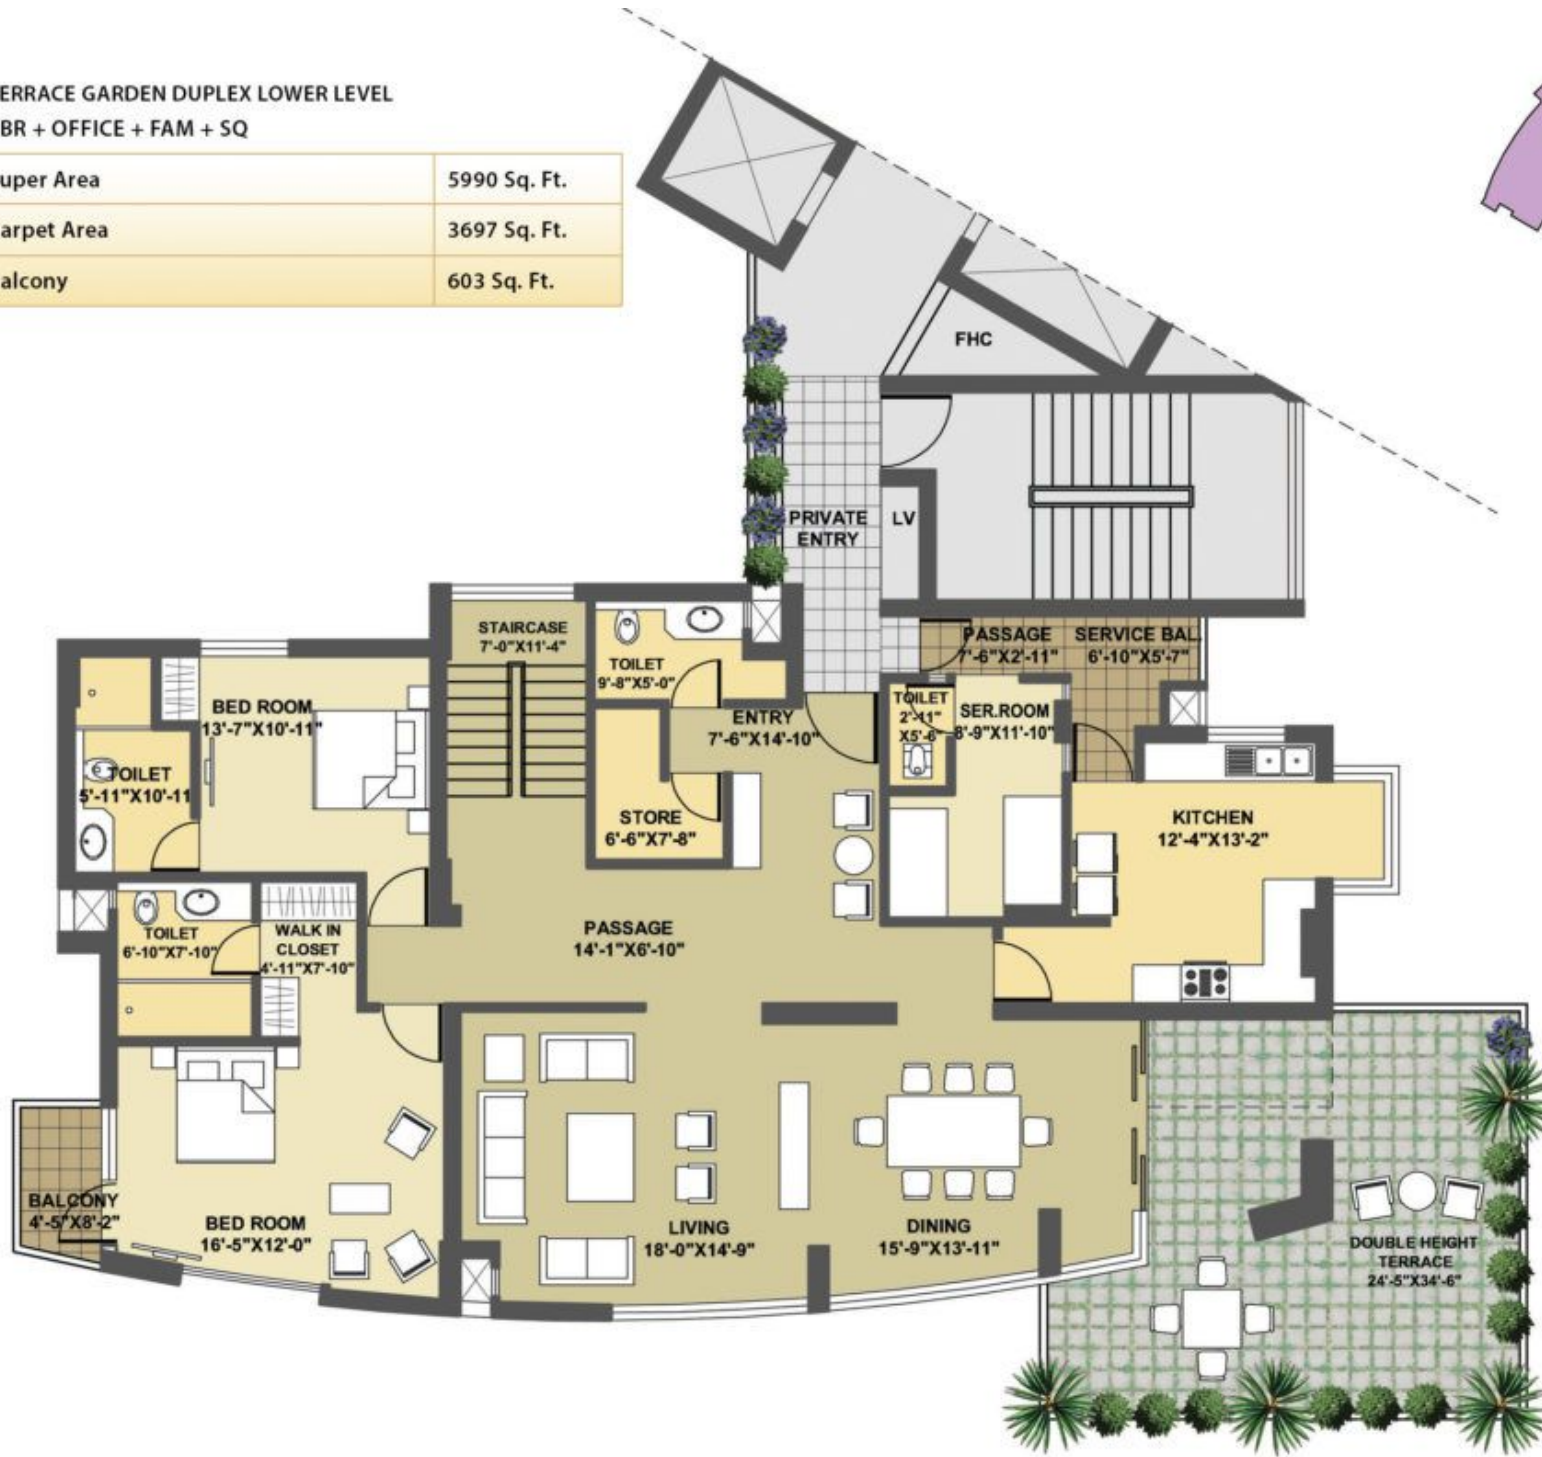 ERRACE GARDEN DUPLEX LOWER LEVEL
BR + OFFICE + FAM + SQ
uper Area 5990 Sq. Ft.
arpet Area 3697 Sq. Ft.
alcony 603 Sq. Ft.
FHC
PRIVATE
ENTRY
LV
STAIRCASE
7'-0"X11'-4"
TOILET
9'-8"X5'-0"
PASSAGE
7'-6"X2'-11"
SERVICE BAL.
6'-10"X5'-7"
BED ROOM
13'-7"X10'-11"
ENTRY
7'-6"X14'-10"
TOILET
2'-11"
X5'-6"
SER.ROOM
8'-9"X11'-10"
TOILET
5'-11"X10'-11
STORE
6'-6"X7'-8"
KITCHEN
12'-4"X13'-2"
TOILET
6'-10"X7'-10"
WALK IN
CLOSET
4'-11"X7'-10"
PASSAGE
14'-1"X6'-10"
BALCONY
4'-5"X8'-2"
BED ROOM
16'-5"X12'-0"
LIVING
18'-0"X14'-9"
DINING
15'-9"X13'-11"
DOUBLE HEIGHT
TERRACE
24'-5"X34'-6"